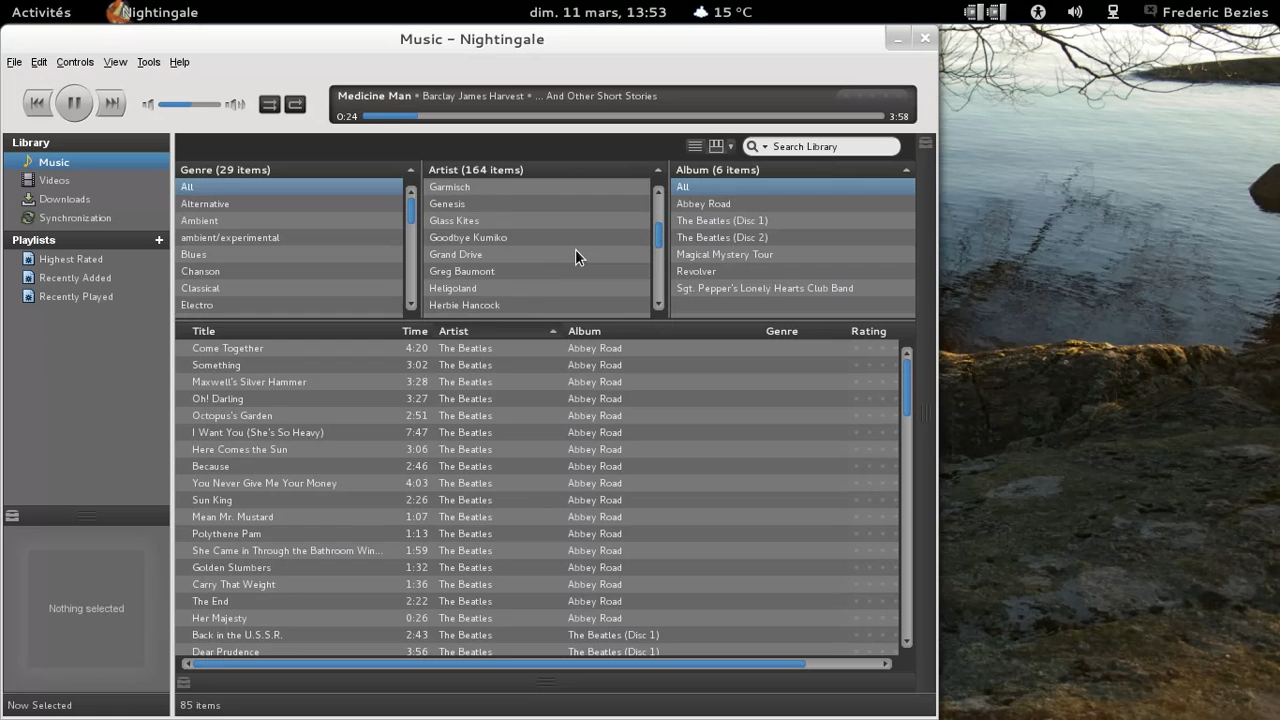 Activités Nightingale dim. 11 mars, 13:53 15 °C Frederic Bezies
Music – Nightingale
File Edit Controls View Tools Help
Medicine Man • Barclay James Harvest • ... And Other Short Stories
0:24 3:58
Library
Music
Videos
Downloads
Synchronization
Playlists +
Highest Rated
Recently Added
Recently Played
Nothing selected
Now Selected
Search Library
Genre (29 items)
All
Alternative
Ambient
ambient/experimental
Blues
Chanson
Classical
Electro
Artist (164 items)
Garmisch
Genesis
Glass Kites
Goodbye Kumiko
Grand Drive
Greg Baumont
Heligoland
Herbie Hancock
Album (6 items)
All
Abbey Road
The Beatles (Disc 1)
The Beatles (Disc 2)
Magical Mystery Tour
Revolver
Sgt. Pepper's Lonely Hearts Club Band
Title Time Artist Album Genre Rating
Come Together 4:20 The Beatles Abbey Road
Something 3:02 The Beatles Abbey Road
Maxwell's Silver Hammer 3:28 The Beatles Abbey Road
Oh! Darling 3:27 The Beatles Abbey Road
Octopus's Garden 2:51 The Beatles Abbey Road
I Want You (She's So Heavy) 7:47 The Beatles Abbey Road
Here Comes the Sun 3:06 The Beatles Abbey Road
Because 2:46 The Beatles Abbey Road
You Never Give Me Your Money 4:03 The Beatles Abbey Road
Sun King 2:26 The Beatles Abbey Road
Mean Mr. Mustard 1:07 The Beatles Abbey Road
Polythene Pam 1:13 The Beatles Abbey Road
She Came in Through the Bathroom Win... 1:59 The Beatles Abbey Road
Golden Slumbers 1:32 The Beatles Abbey Road
Carry That Weight 1:36 The Beatles Abbey Road
The End 2:22 The Beatles Abbey Road
Her Majesty 0:26 The Beatles Abbey Road
Back in the U.S.S.R. 2:43 The Beatles The Beatles (Disc 1)
Dear Prudence 3:56 The Beatles The Beatles (Disc 1)
85 items